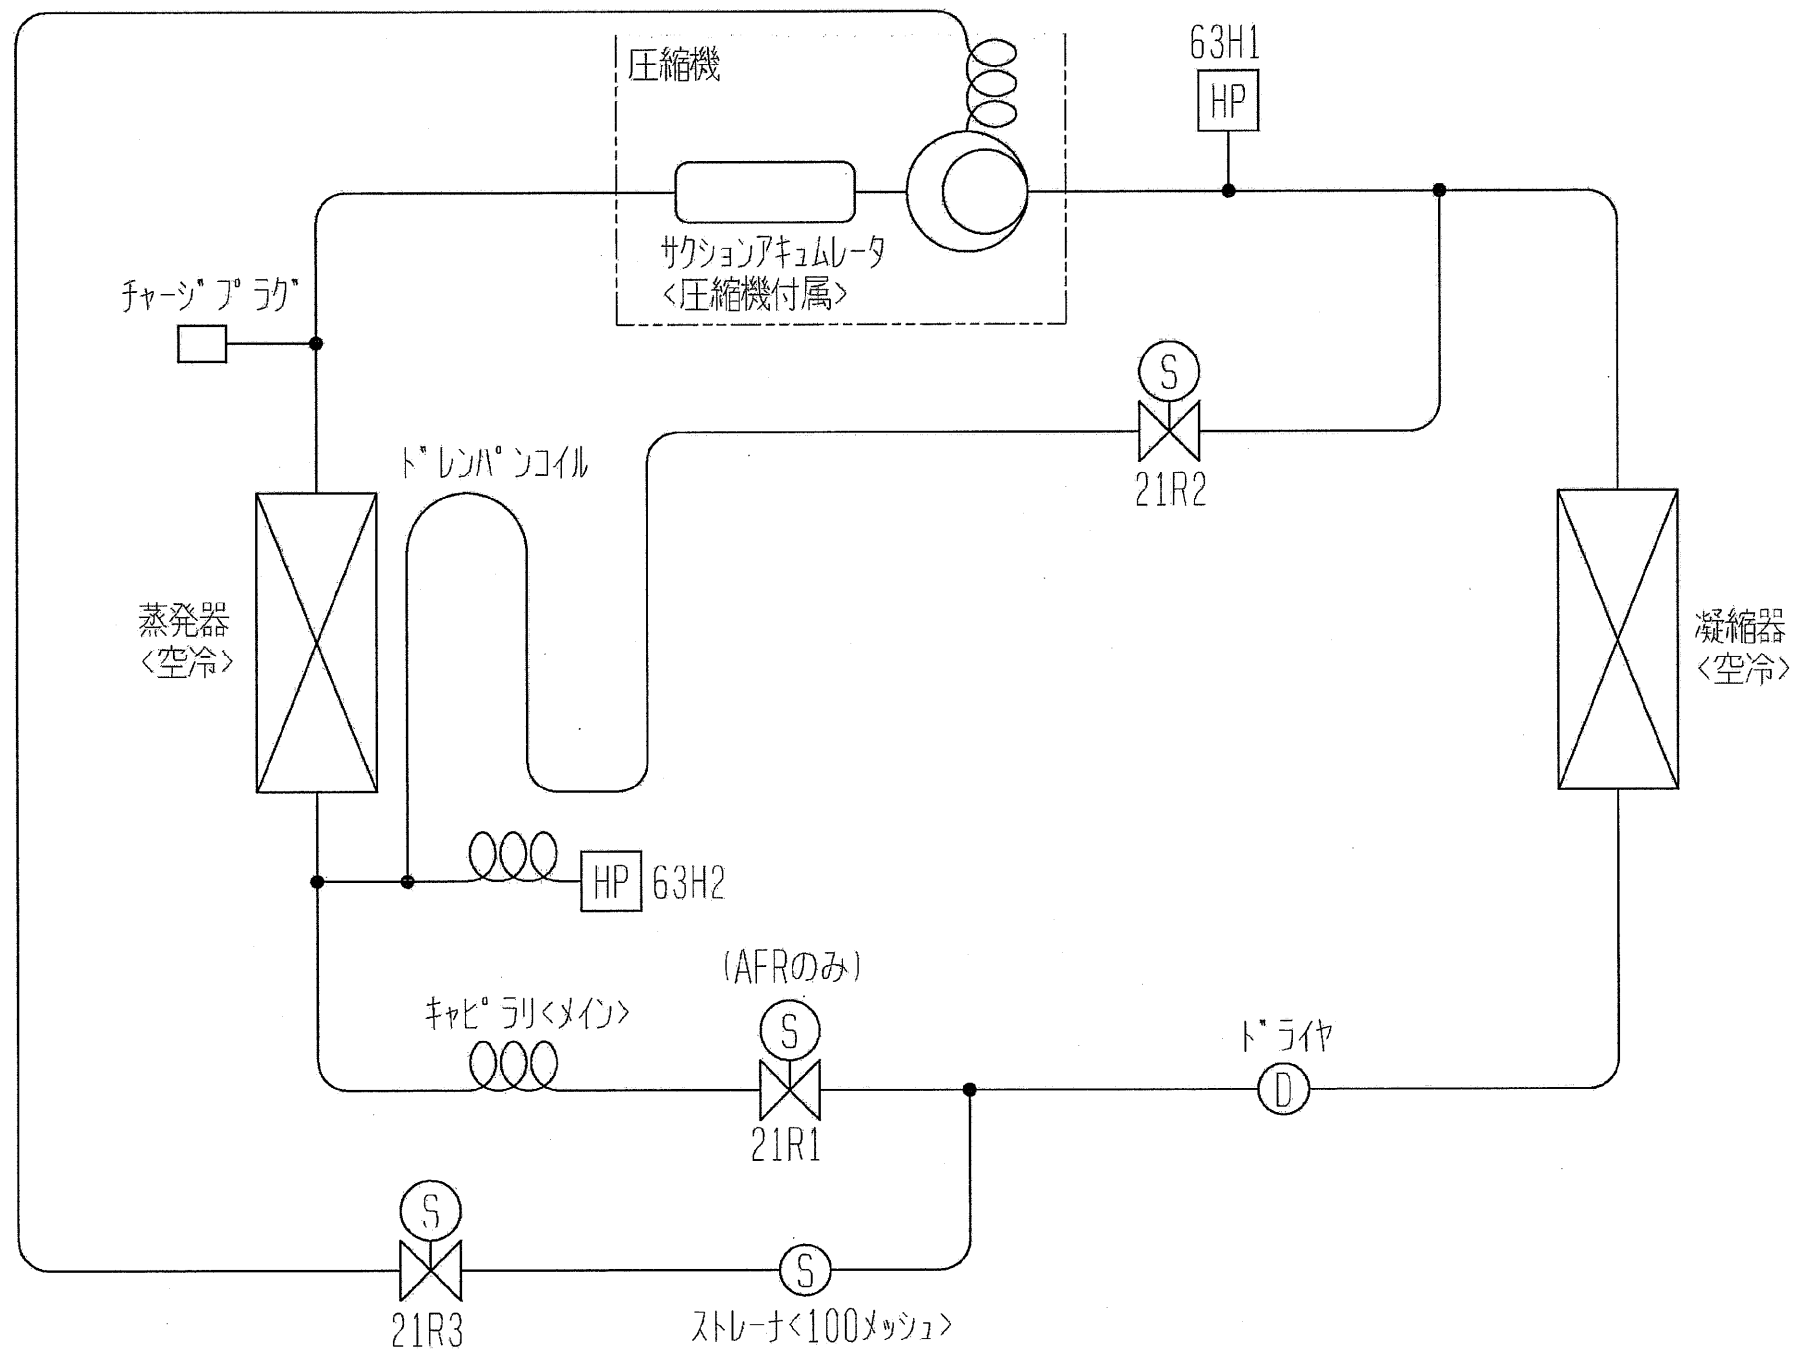 圧縮機
63H1
HP
サクションアキュムレータ
<圧縮機付属>
チャージプラグ
S
21R2
ドレンパンコイル
蒸発器
<空冷>
凝縮器
<空冷>
HP 63H2
(AFRのみ)
キャピラリ<メイン>
S
21R1
ドライヤ
D
S
21R3
S
ストレーナ<100メッシュ>